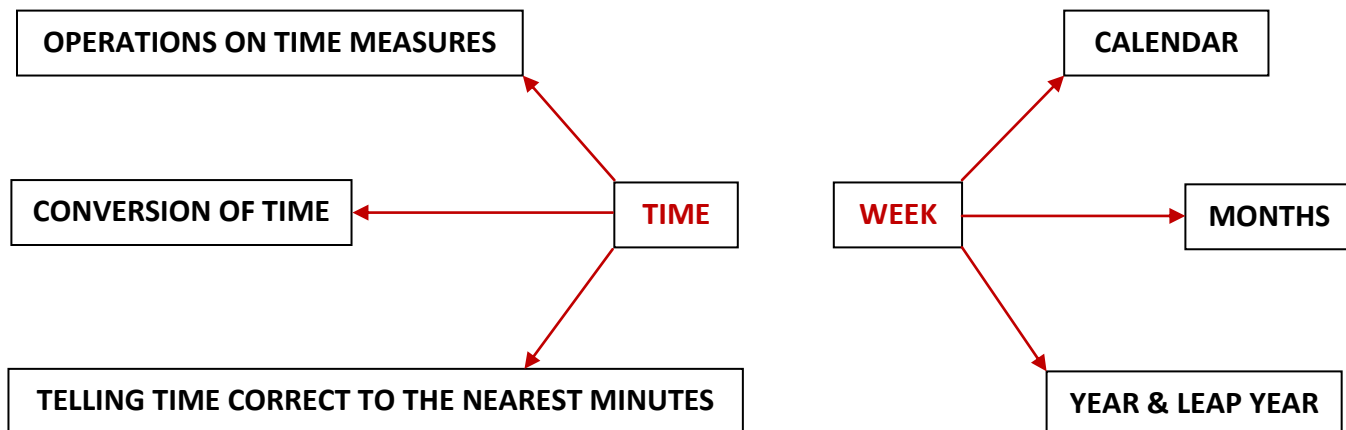 OPERATIONS ON TIME MEASURES
CALENDAR
CONVERSION OF TIME
TIME
WEEK
MONTHS
TELLING TIME CORRECT TO THE NEAREST MINUTES
YEAR & LEAP YEAR